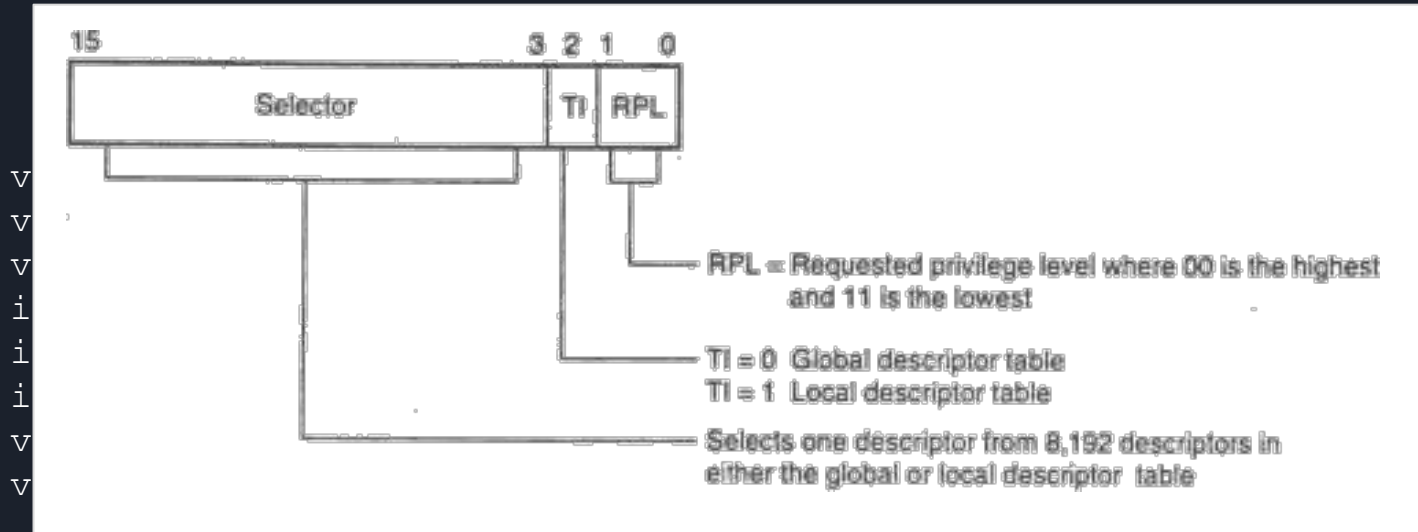 15 3 2 1 0
Selector TI RPL
RPL = Requested privilege level where 00 is the highest
and 11 is the lowest
TI = 0 Global descriptor table
TI = 1 Local descriptor table
Selects one descriptor from 8,192 descriptors in
either the global or local descriptor table
v
v
v
i
i
i
v
v